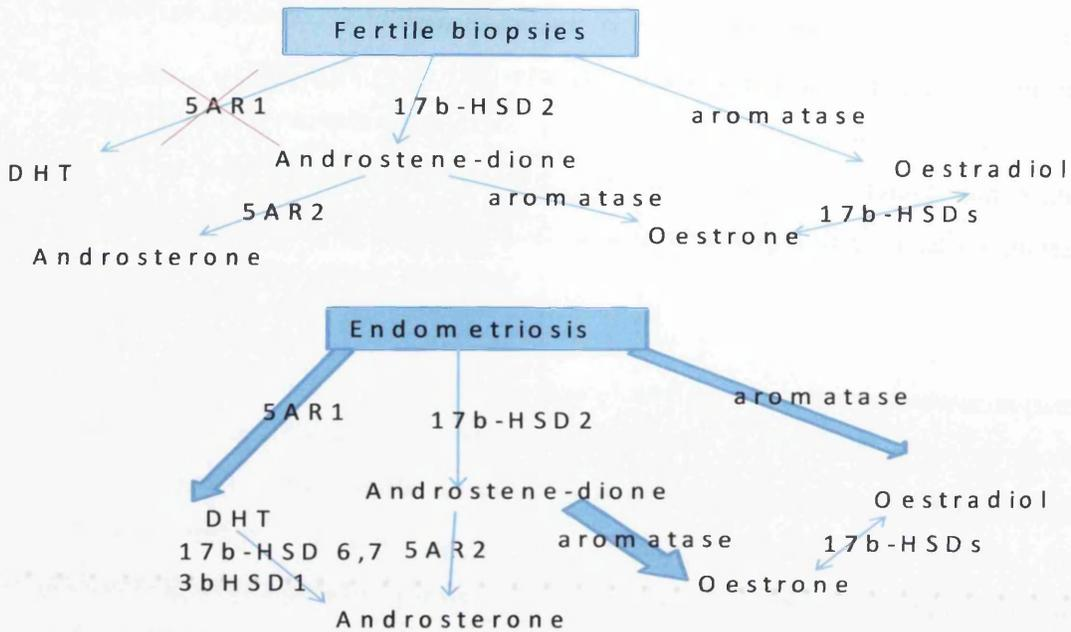 Fertile biopsies
5AR1
17b-HSD2
aromatase
DHT
Androstene-dione
Oestradiol
5AR2
aromatase
17b-HSDs
Oestrone
Androsterone
Endometriosis
5AR1
17b-HSD2
aromatase
Androstene-dione
Oestradiol
DHT
17b-HSD 6,7
3bHSD1
5AR2
aromatase
17b-HSDs
Oestrone
Androsterone